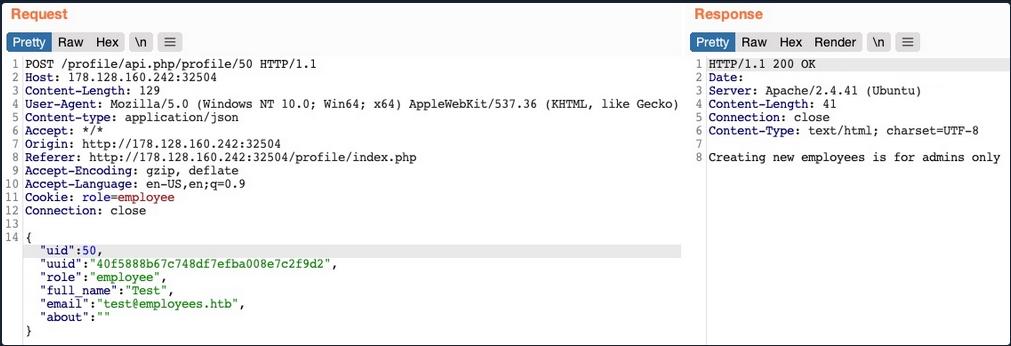 Request
Pretty Raw Hex \n
1 POST /profile/api.php/profile/50 HTTP/1.1
2 Host: 178.128.160.242:32504
3 Content-Length: 129
4 User-Agent: Mozilla/5.0 (Windows NT 10.0; Win64; x64) AppleWebKit/537.36 (KHTML, like Gecko)
5 Content-type: application/json
6 Accept: */*
7 Origin: http://178.128.160.242:32504
8 Referer: http://178.128.160.242:32504/profile/index.php
9 Accept-Encoding: gzip, deflate
10 Accept-Language: en-US,en;q=0.9
11 Cookie: role=employee
12 Connection: close
13
14 {
"uid":50,
"uuid":"40f5888b67c748df7efba008e7c2f9d2",
"role":"employee",
"full_name":"Test",
"email":"test@employees.htb",
"about":""
}
Response
Pretty Raw Hex Render \n
1 HTTP/1.1 200 OK
2 Date:
3 Server: Apache/2.4.41 (Ubuntu)
4 Content-Length: 41
5 Connection: close
6 Content-Type: text/html; charset=UTF-8
7
8 Creating new employees is for admins only